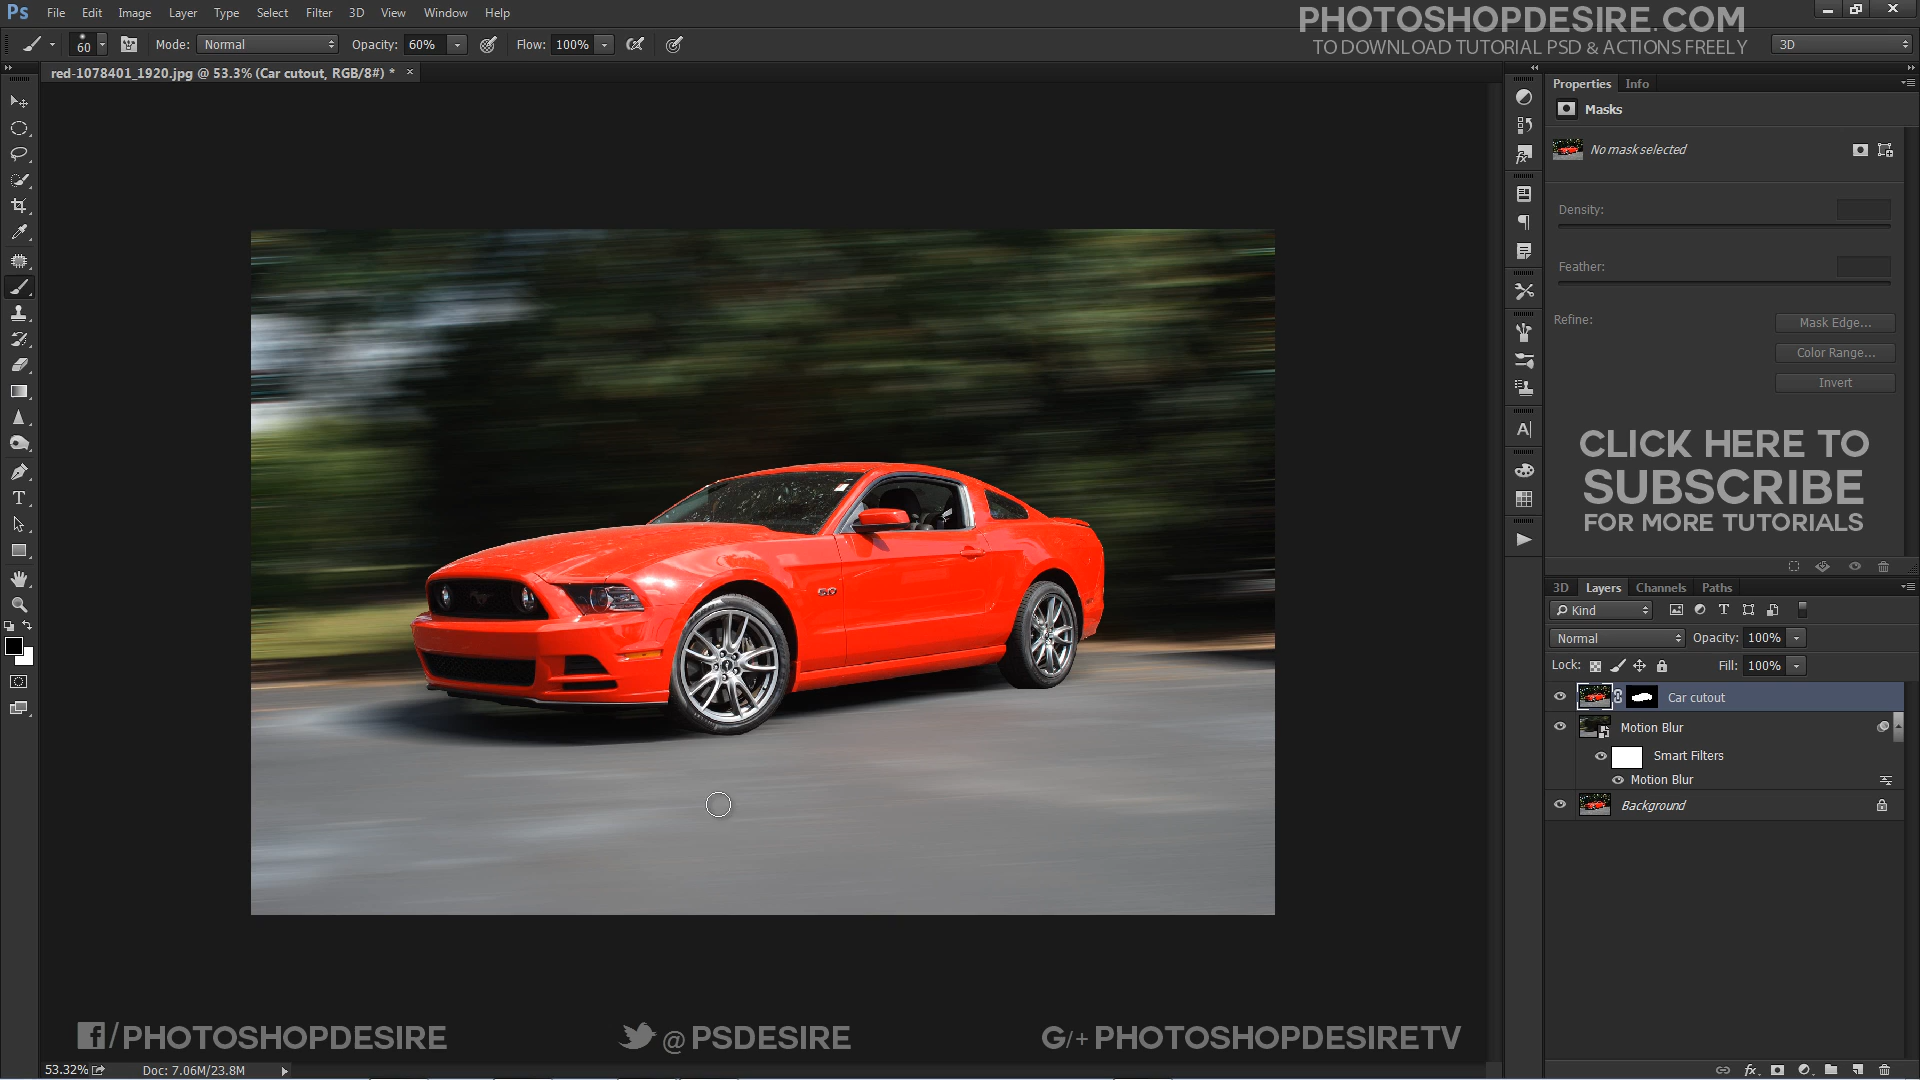 Ps File Edit Image Layer Type Select Filter 3D View Window Help
PHOTOSHOPDESIRE.COM
60 Mode: Normal Opacity: 60% Flow: 100%
TO DOWNLOAD TUTORIAL PSD & ACTIONS FREELY
3D
red-1078401_1920.jpg @ 53.3% (Car cutout, RGB/8#) * ×
Properties Info
Masks
No mask selected
Density:
Feather:
Refine:
Mask Edge...
Color Range...
Invert
CLICK HERE TO
SUBSCRIBE
FOR MORE TUTORIALS
3D Layers Channels Paths
Kind
Normal Opacity: 100%
Lock: Fill: 100%
Car cutout
Motion Blur
Smart Filters
Motion Blur
Background
5.0
f/PHOTOSHOPDESIRE
@PSDESIRE
G/+PHOTOSHOPDESIRETV
53.32% Doc: 7.06M/23.8M